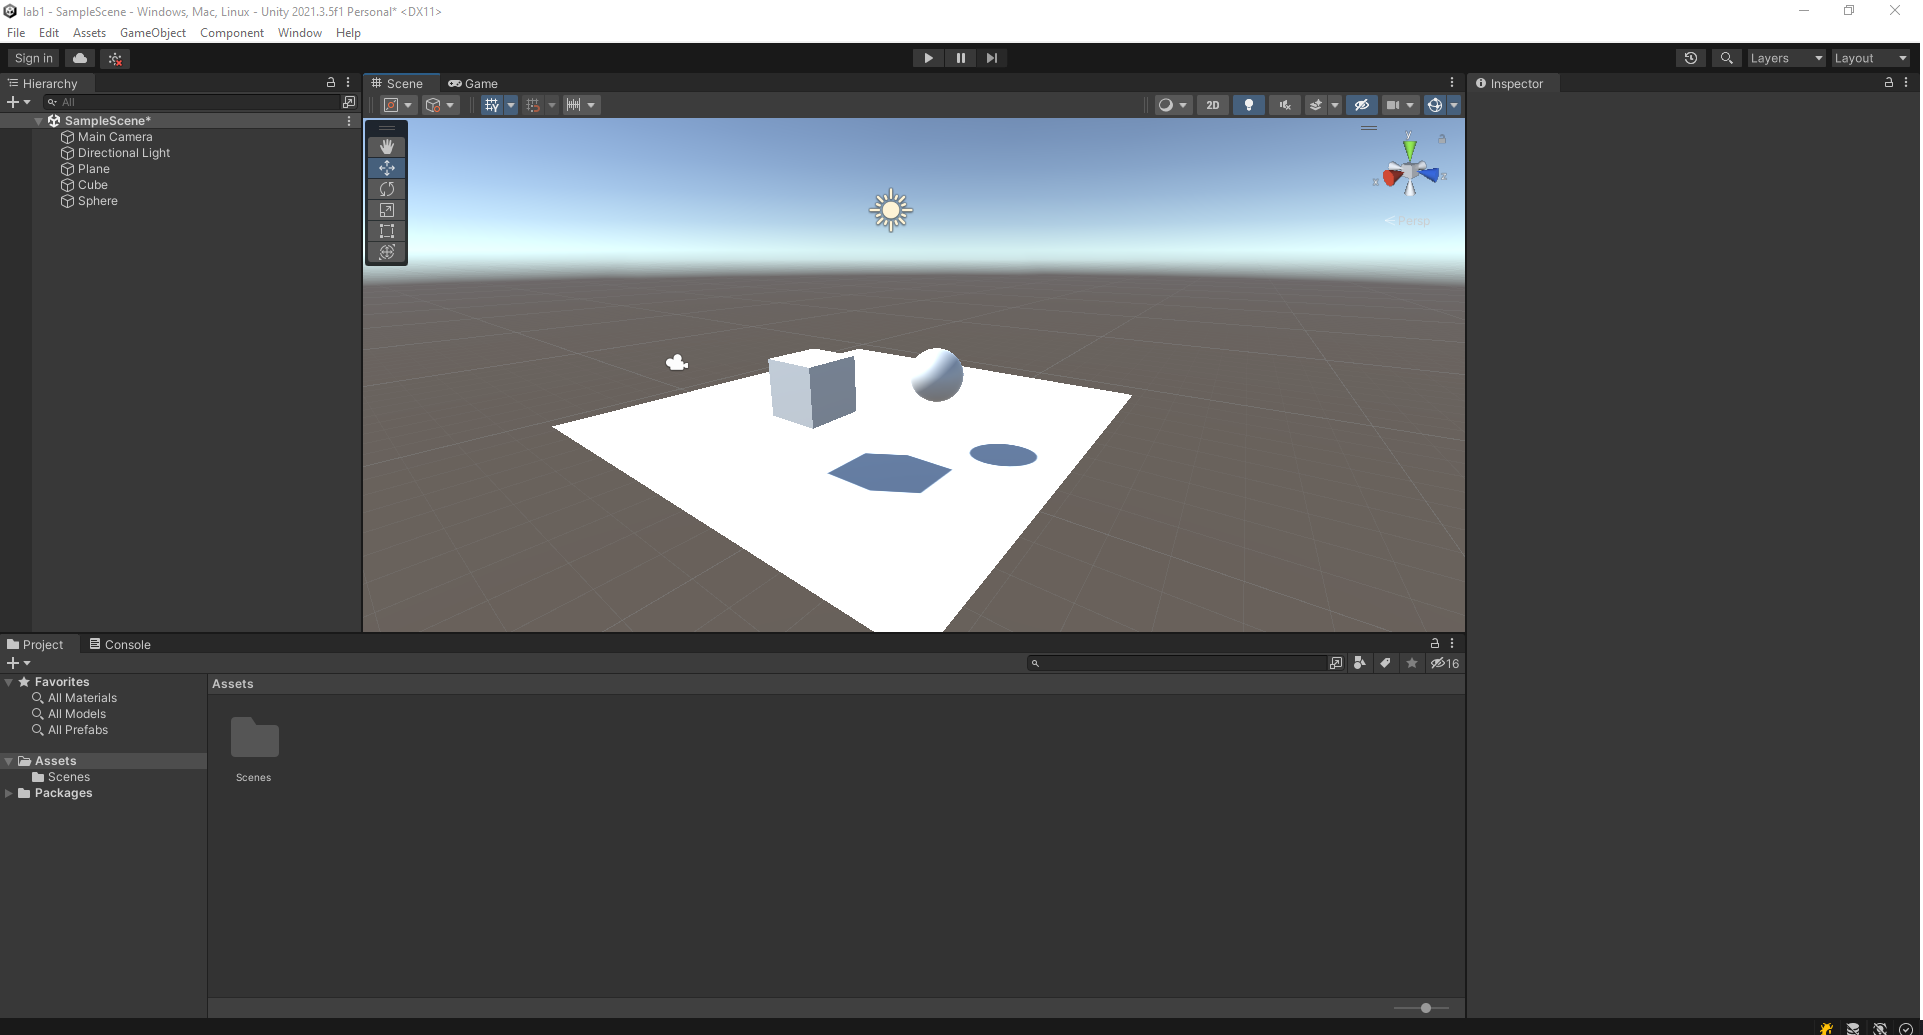 lab1 - SampleScene - Windows, Mac, Linux - Unity 2021.3.5f1 Personal* <DX11>
File Edit Assets GameObject Component Window Help
Sign in
Layers Layout
Hierarchy
All
SampleScene*
Main Camera
Directional Light
Plane
Cube
Sphere
Scene Game
2D
y
x
z
Persp
Inspector
Project Console
16
Favorites
All Materials
All Models
All Prefabs
Assets
Scenes
Packages
Assets
Scenes